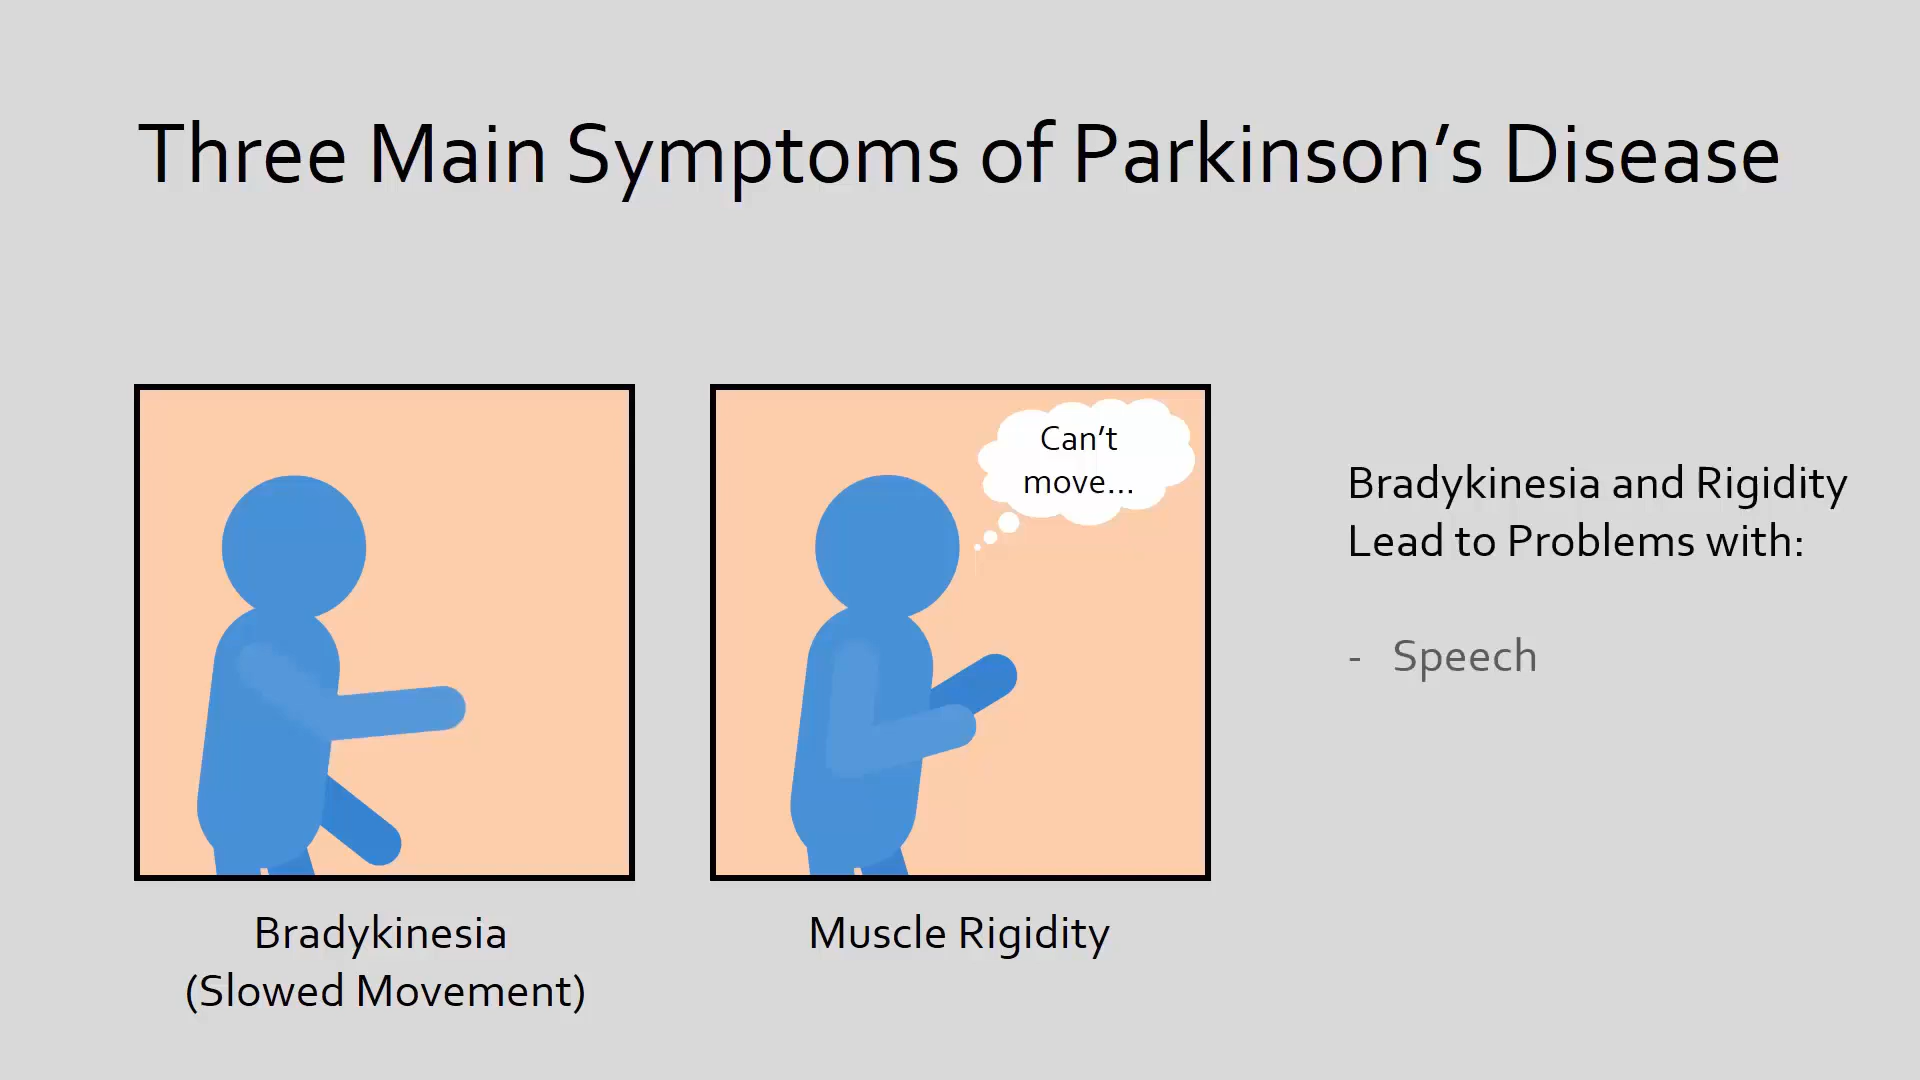 Three Main Symptoms of Parkinson’s Disease
Can’t
move...
Bradykinesia
(Slowed Movement)
Muscle Rigidity
Bradykinesia and Rigidity
Lead to Problems with:
- Speech